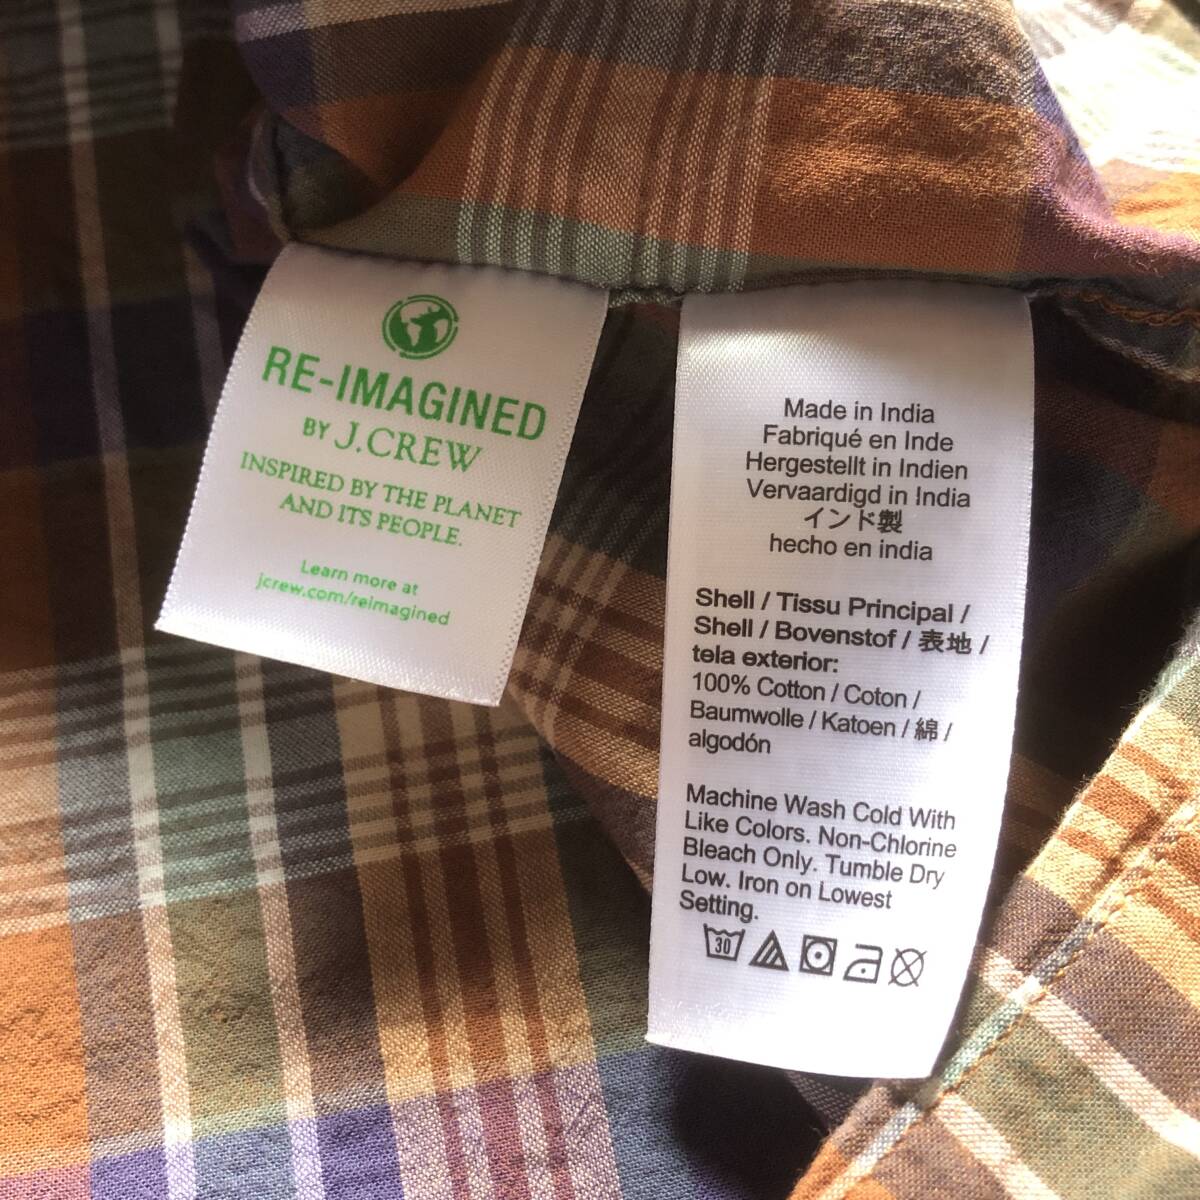 RE-IMAGINED
BY J.CREW
INSPIRED BY THE PLANET
AND ITS PEOPLE.
Learn more at
jcrew.com/reimagined
Made in India
Fabriqué en Inde
Hergestellt in Indien
Vervaardigd in India
インド製
hecho en india
Shell / Tissu Principal /
Shell / Bovenstof / 表地 /
tela exterior:
100% Cotton / Coton /
Baumwolle / Katoen / 綿 /
algodón
Machine Wash Cold With
Like Colors. Non-Chlorine
Bleach Only. Tumble Dry
Low. Iron on Lowest
Setting.
30